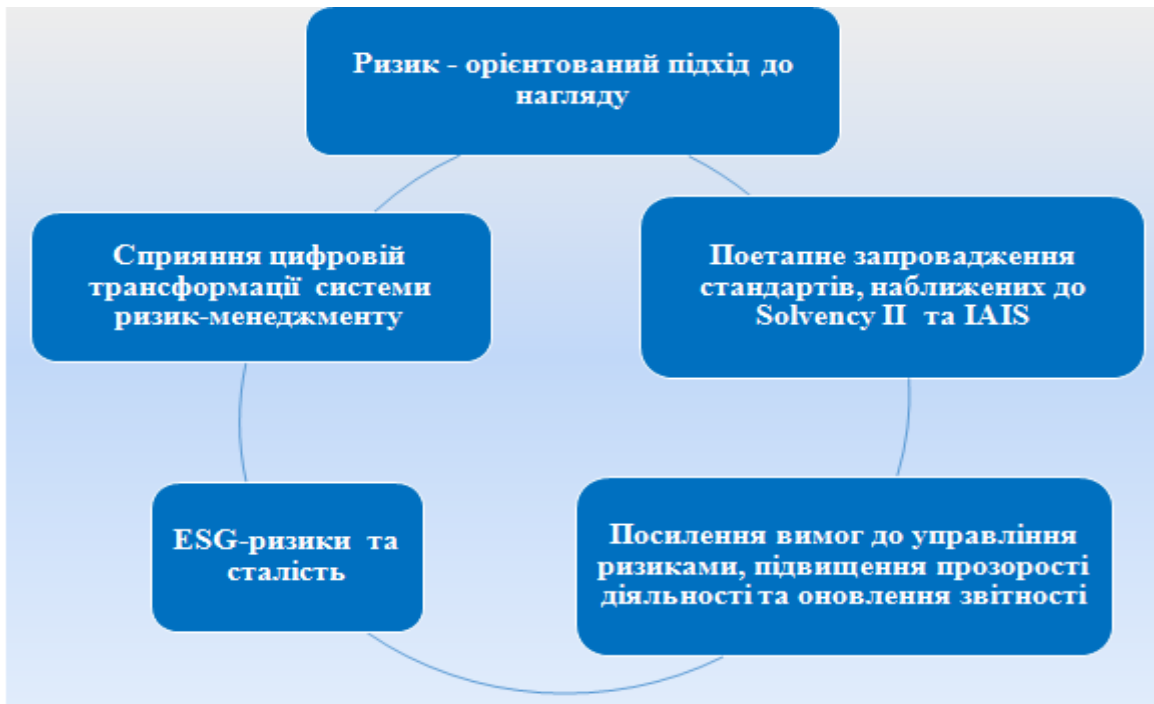 Ризик - орієнтований підхід до
нагляду
Сприяння цифровій
трансформації системи
ризик-менеджменту
Поетапне запровадження
стандартів, наближених до
Solvency II та IAIS
ESG-ризики та
сталість
Посилення вимог до управління
ризиками, підвищення прозорості
діяльності та оновлення звітності